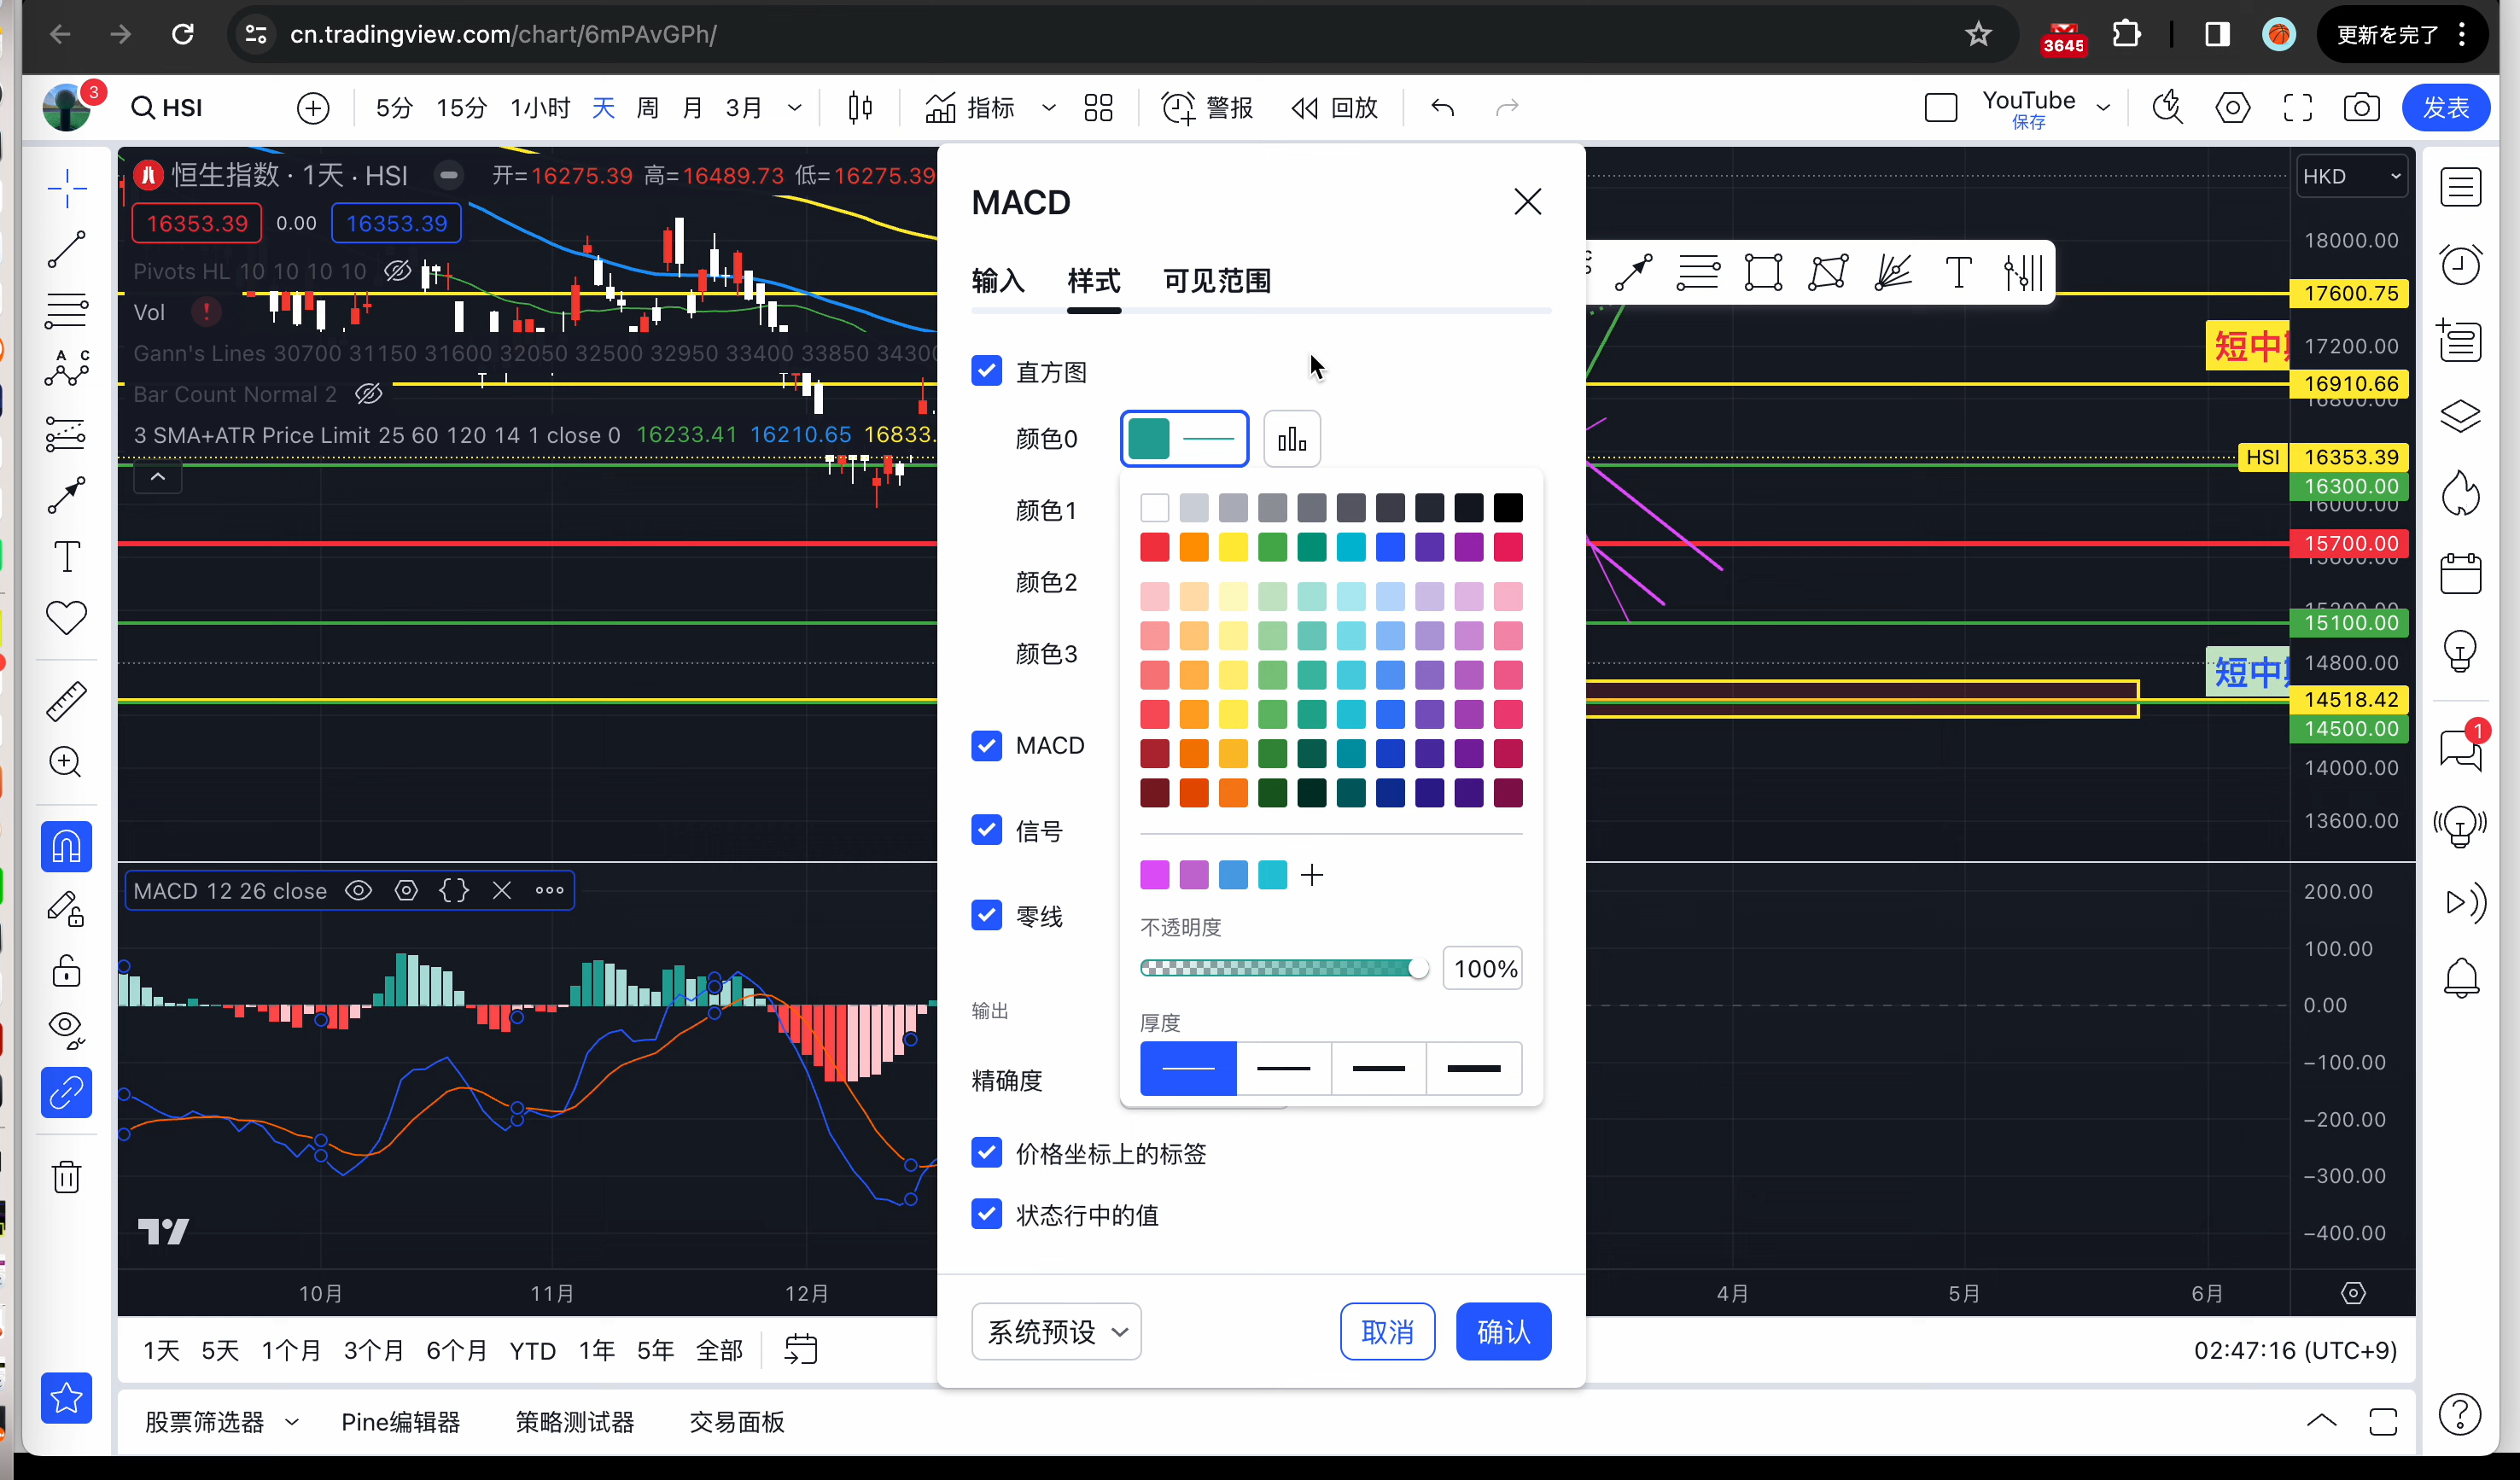 cn.tradingview.com/chart/6mPAvGPh/
3645
更新を完了
3
HSI
5分 15分 1小时 天 周 月 3月
指标
警报
回放
YouTube
保存
发表
恒生指数 · 1天 · HSI
开=16275.39 高=16489.73 低=16275.39
16353.39 0.00 16353.39
Pivots HL 10 10 10 10
Vol
Gann's Lines 30700 31150 31600 32050 32500 32950 33400 33850 34300
Bar Count Normal 2
3 SMA+ATR Price Limit 25 60 120 14 1 close 0 16233.41 16210.65 16833.
MACD
输入 样式 可见范围
直方图
颜色0
颜色1
颜色2
颜色3
MACD
信号
零线
不透明度
100%
输出
厚度
精确度
价格坐标上的标签
状态行中的值
系统预设
取消
确认
HKD
18000.00
17600.75
短中
17200.00
16910.66
16800.00
HSI 16353.39
16300.00
16000.00
15700.00
15600.00
15200.00
15100.00
短中
14800.00
14518.42
14500.00
14000.00
13600.00
1
MACD 12 26 close
200.00
100.00
0.00
−100.00
−200.00
−300.00
−400.00
10月 11月 12月 4月 5月 6月
1天 5天 1个月 3个月 6个月 YTD 1年 5年 全部
02:47:16 (UTC+9)
股票筛选器 Pine编辑器 策略测试器 交易面板